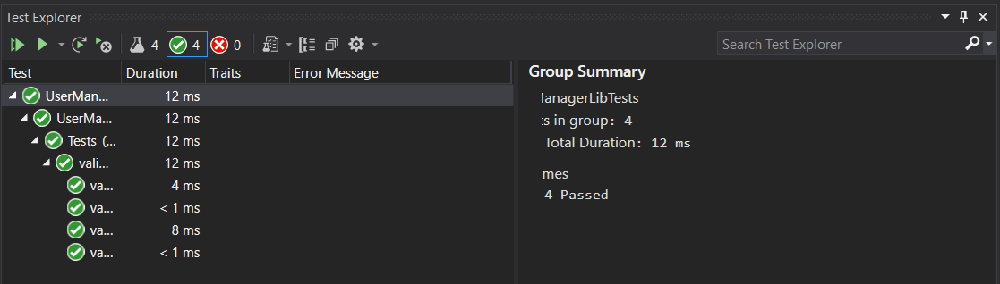 Test Explorer
4 4 0
Search Test Explorer
Test Duration Traits Error Message
UserMan... 12 ms
UserMa... 12 ms
Tests (... 12 ms
vali... 12 ms
va... 4 ms
va... < 1 ms
va... 8 ms
va... < 1 ms
Group Summary
anagerLibTests
s in group: 4
Total Duration: 12 ms
mes
4 Passed